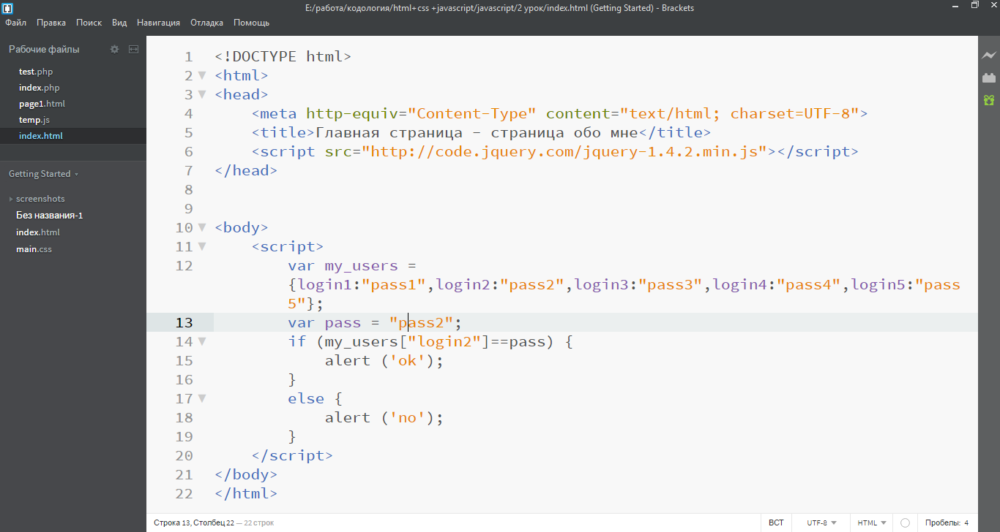 E:/работа/кодология/html+css +javascript/javascript/2 урок/index.html (Getting Started) - Brackets
Файл Правка Поиск Вид Навигация Отладка Помощь
Рабочие файлы
test.php
index.php
page1.html
temp.js
index.html
Getting Started
screenshots
Без названия-1
index.html
main.css
1 <!DOCTYPE html>
2 <html>
3 <head>
4 <meta http-equiv="Content-Type" content="text/html; charset=UTF-8">
5 <title>Главная страница - страница обо мне</title>
6 <script src="http://code.jquery.com/jquery-1.4.2.min.js"></script>
7 </head>
8
9
10 <body>
11 <script>
12 var my_users =
{login1:"pass1",login2:"pass2",login3:"pass3",login4:"pass4",login5:"pass
5"};
13 var pass = "pass2";
14 if (my_users["login2"]==pass) {
15 alert ('ok');
16 }
17 else {
18 alert ('no');
19 }
20 </script>
21 </body>
22 </html>
Строка 13, Столбец 22 — 22 строк ВСТ UTF-8 HTML Пробелы: 4